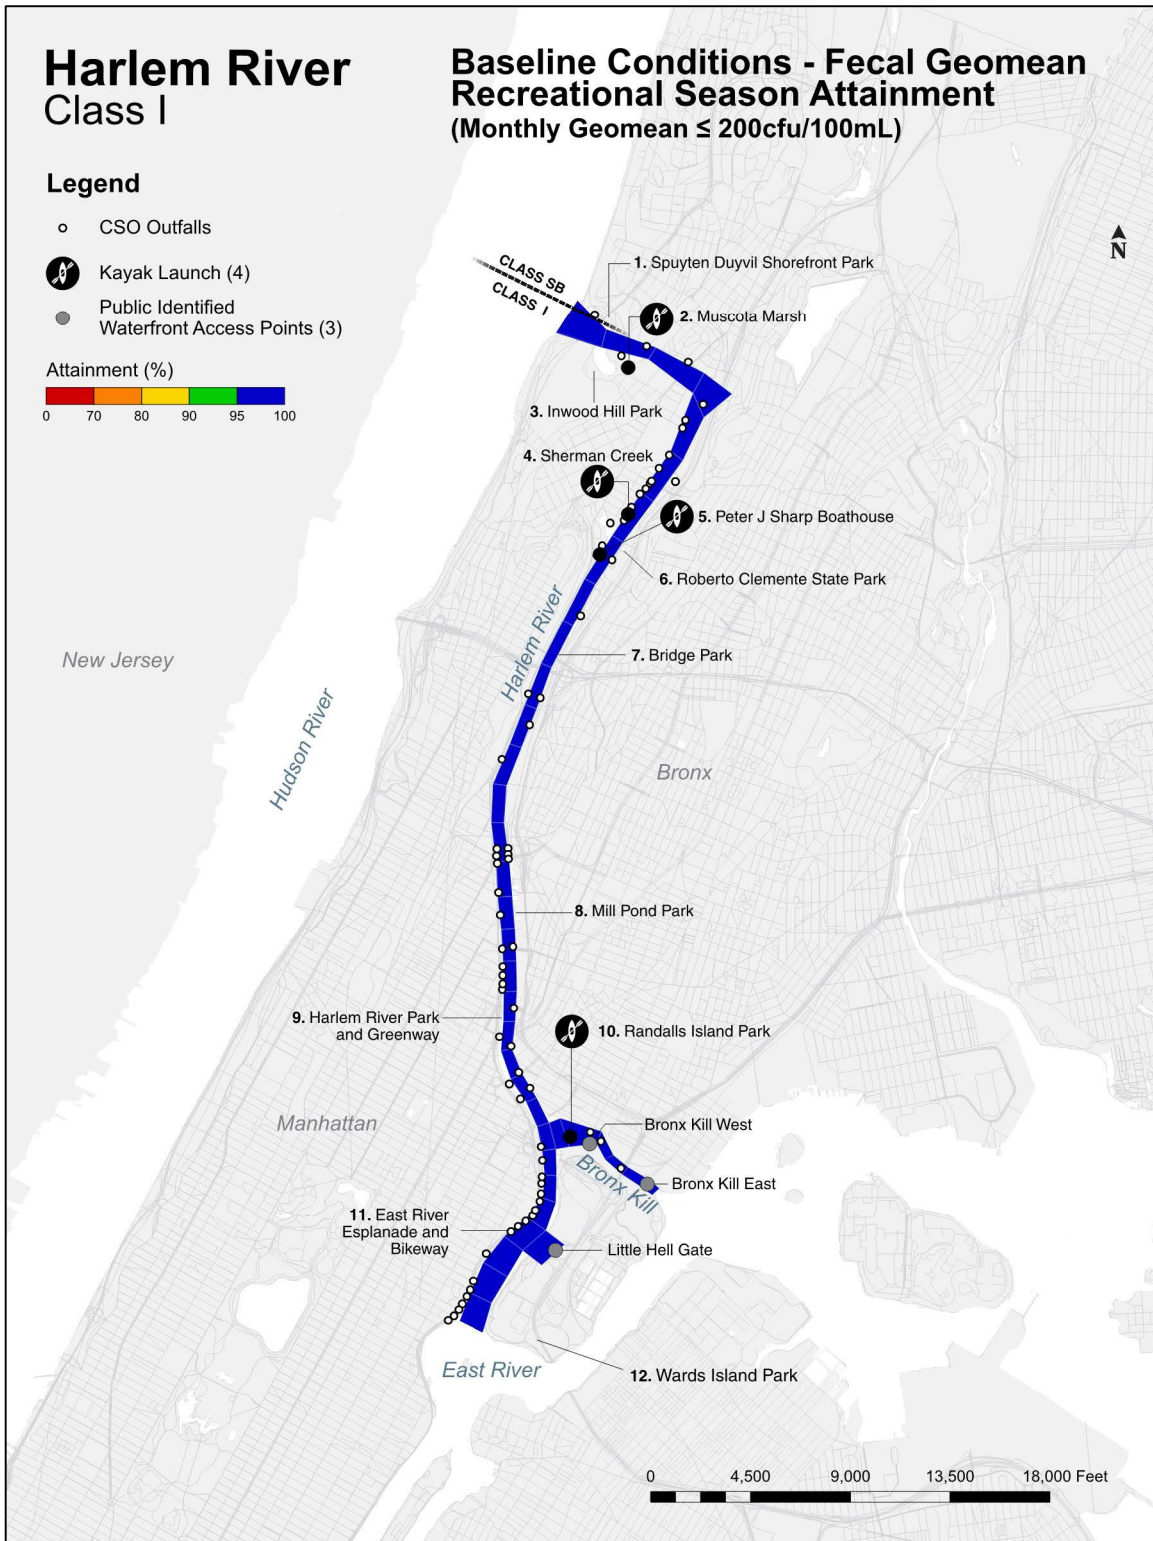 Harlem River
Class I
Baseline Conditions - Fecal Geomean
Recreational Season Attainment
(Monthly Geomean ≤ 200cfu/100mL)
Legend
CSO Outfalls
Kayak Launch (4)
Public Identified
Waterfront Access Points (3)
Attainment (%)
0 70 80 90 95 100
N
CLASS SB
CLASS I
1. Spuyten Duyvil Shorefront Park
2. Muscota Marsh
3. Inwood Hill Park
4. Sherman Creek
5. Peter J Sharp Boathouse
6. Roberto Clemente State Park
Harlem River
7. Bridge Park
New Jersey
Hudson River
Bronx
8. Mill Pond Park
9. Harlem River Park
and Greenway
10. Randalls Island Park
Manhattan
Bronx Kill West
Bronx Kill
Bronx Kill East
11. East River
Esplanade and
Bikeway
Little Hell Gate
East River
12. Wards Island Park
0 4,500 9,000 13,500 18,000 Feet